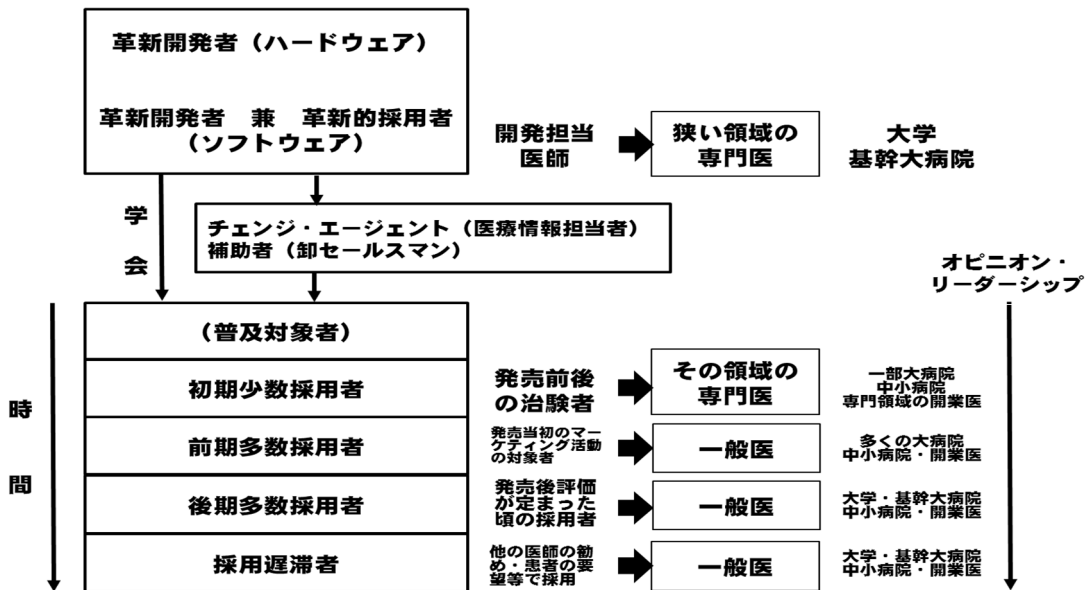 革新開発者（ハードウェア）
革新開発者　兼　革新的採用者
（ソフトウェア）
開発担当
医師
狭い領域の
専門医
大学
基幹大病院
学
会
チェンジ・エージェント（医療情報担当者）
補助者（卸セールスマン）
オピニオン・
リーダーシップ
時
間
（普及対象者）
初期少数採用者
発売前後
の治験者
その領域の
専門医
一部大病院
中小病院
専門領域の開業医
前期多数採用者
発売当初のマー
ケティング活動
の対象者
一般医
多くの大病院
中小病院・開業医
後期多数採用者
発売後評価
が定まった
頃の採用者
一般医
大学・基幹大病院
中小病院・開業医
採用遅滞者
他の医師の勧
め・患者の要
望等で採用
一般医
大学・基幹大病院
中小病院・開業医